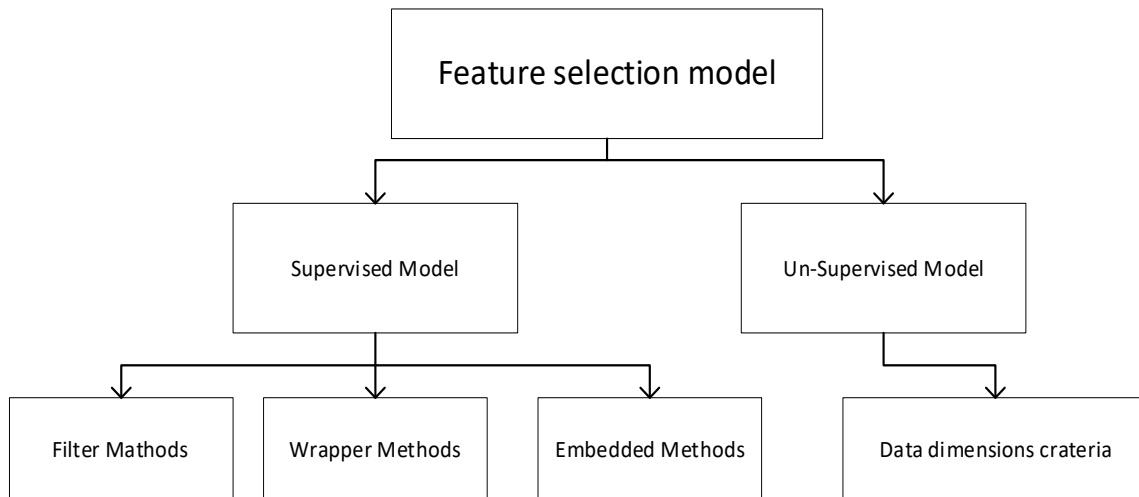 Feature selection model
Supervised Model
Un-Supervised Model
Filter Mathods
Wrapper Methods
Embedded Methods
Data dimensions crateria